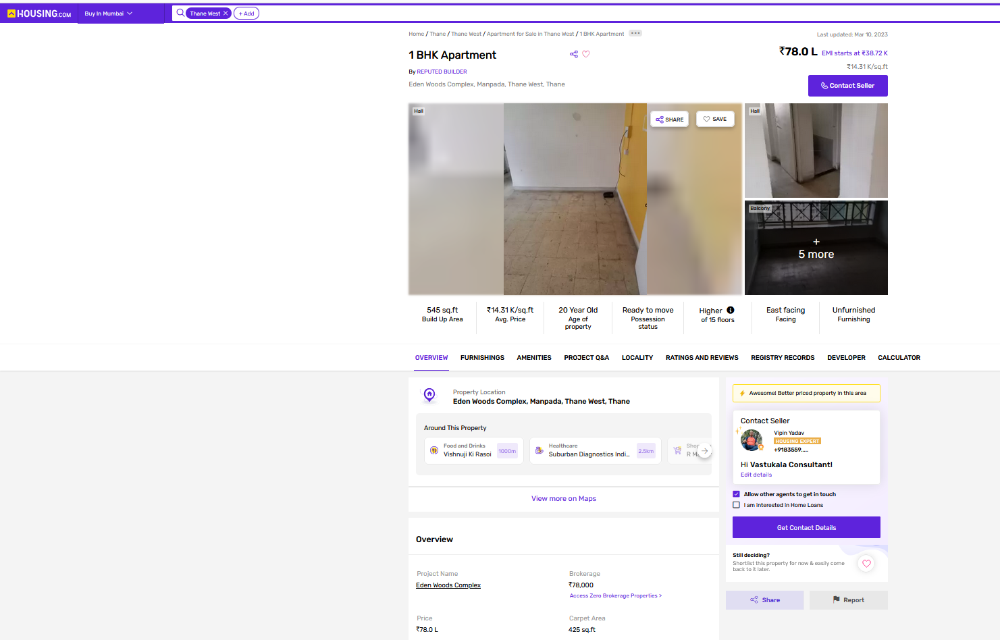 HOUSING.COM
Buy In Mumbai
Thane West
+ Add
Home / Thane / Thane West / Apartment for Sale in Thane West / 1 BHK Apartment
Last updated: Mar 10, 2023
1 BHK Apartment
₹78.0 L EMI starts at ₹38.72 K
₹14.31 K/sq.ft
By REPUTED BUILDER
Eden Woods Complex, Manpada, Thane West, Thane
Contact Seller
Hall
SHARE
SAVE
Hall
Balcony
+
5 more
545 sq.ft
Build Up Area
₹14.31 K/sq.ft
Avg. Price
20 Year Old
Age of
property
Ready to move
Possession
status
Higher
of 15 floors
East facing
Facing
Unfurnished
Furnishing
OVERVIEW FURNISHINGS AMENITIES PROJECT Q&A LOCALITY RATINGS AND REVIEWS REGISTRY RECORDS DEVELOPER CALCULATOR
Property Location
Eden Woods Complex, Manpada, Thane West, Thane
Around This Property
Food and Drinks
Vishnuji Ki Rasoi
1000m
Healthcare
Suburban Diagnostics Indi...
2.5km
View more on Maps
Overview
Project Name
Eden Woods Complex
Brokerage
₹78,000
Access Zero Brokerage Properties >
Price
₹78.0 L
Carpet Area
425 sq.ft
Awesome! Better priced property in this area
Contact Seller
Vipin Yadav
HOUSING EXPERT
+9183559.....
Hi Vastukala Consultant!
Edit details
Allow other agents to get in touch
I am interested in Home Loans
Get Contact Details
Still deciding?
Shortlist this property for now & easily come
back to it later.
Share
Report